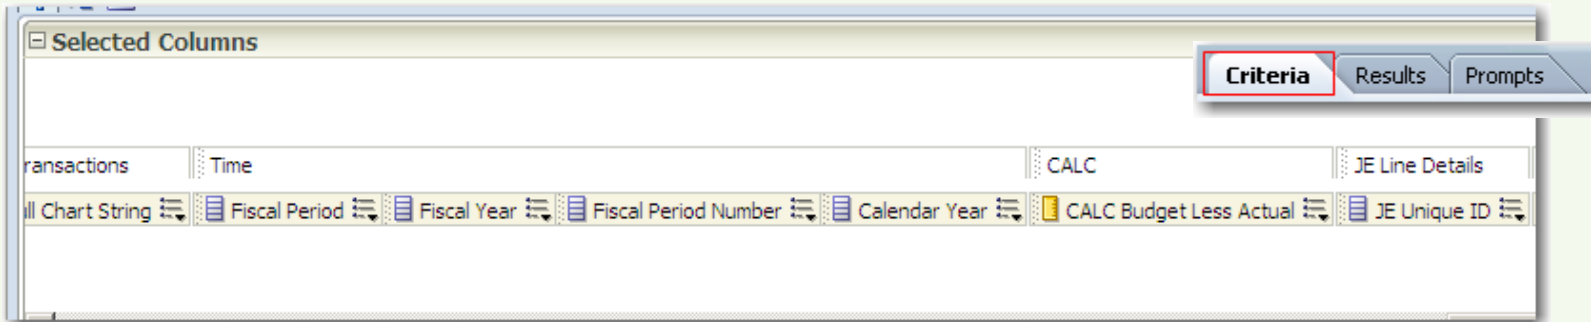 Selected Columns
Criteria Results Prompts
ransactions Time CALC JE Line Details
ll Chart String Fiscal Period Fiscal Year Fiscal Period Number Calendar Year CALC Budget Less Actual JE Unique ID